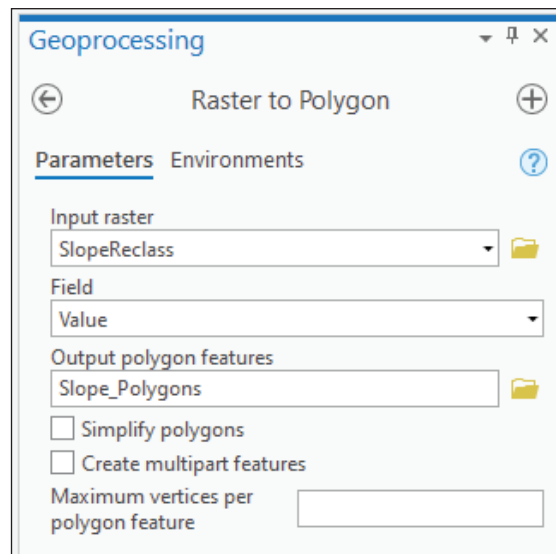 Geoprocessing
Raster to Polygon
Parameters Environments ?
Input raster
SlopeReclass
Field
Value
Output polygon features
Slope_Polygons
Simplify polygons
Create multipart features
Maximum vertices per
polygon feature